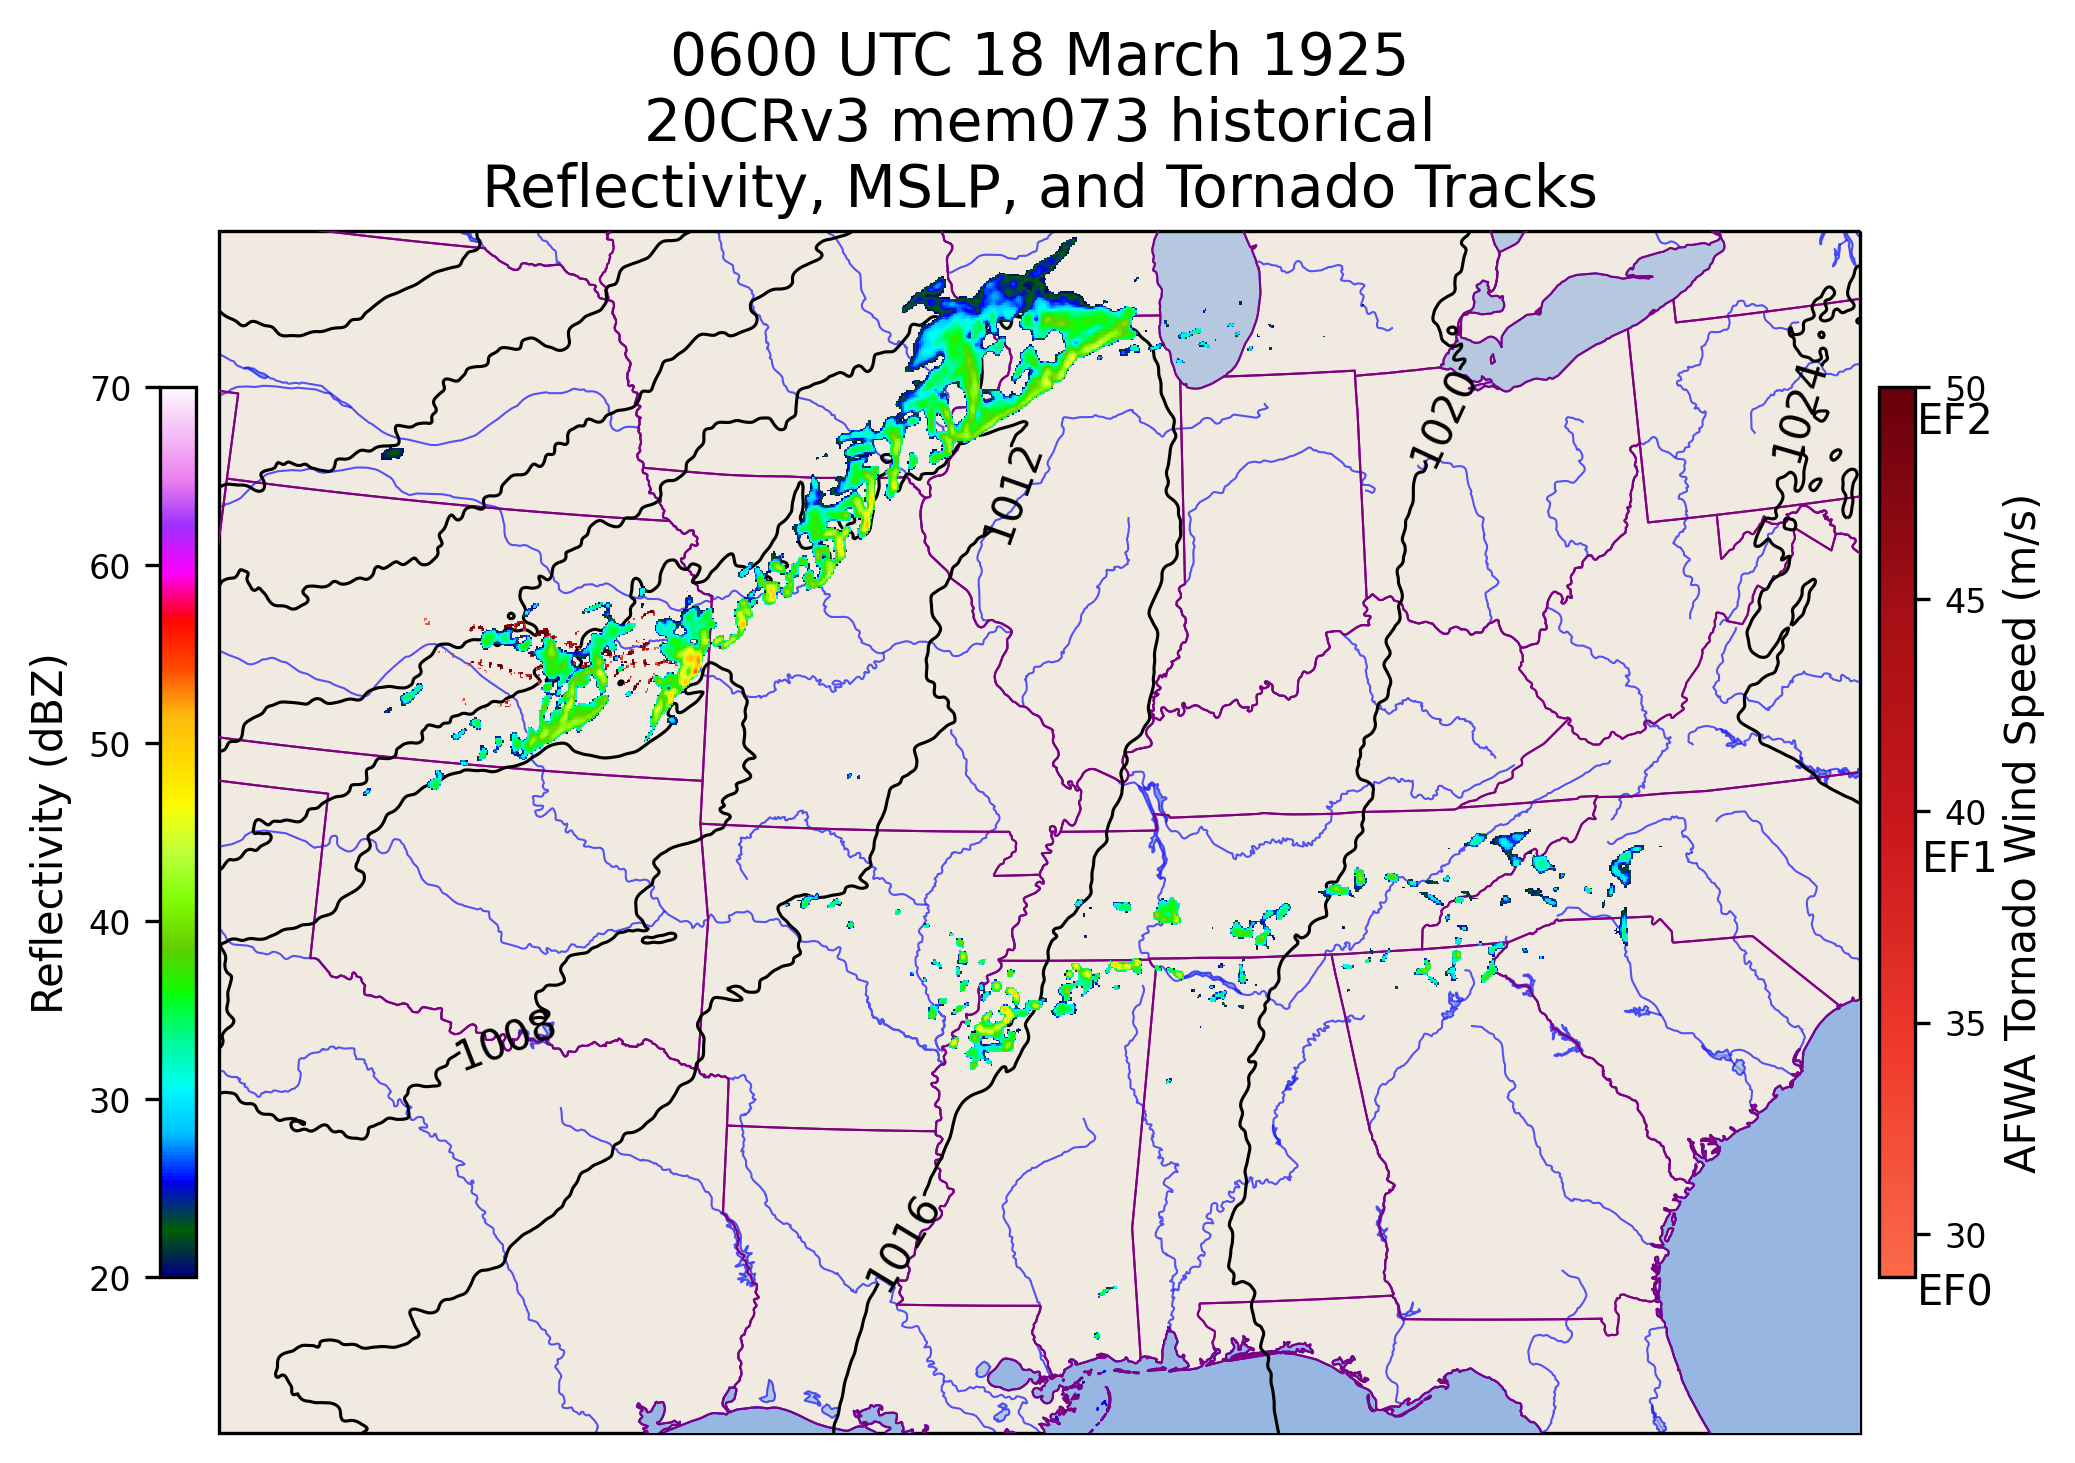 0600 UTC 18 March 1925
20CRv3 mem073 historical
Reflectivity, MSLP, and Tornado Tracks
70
60
50
40
30
20
Reflectivity (dBZ)
1012
1020
1024
1008
1016
50
EF2
45
40
EF1
35
30
EF0
AFWA Tornado Wind Speed (m/s)